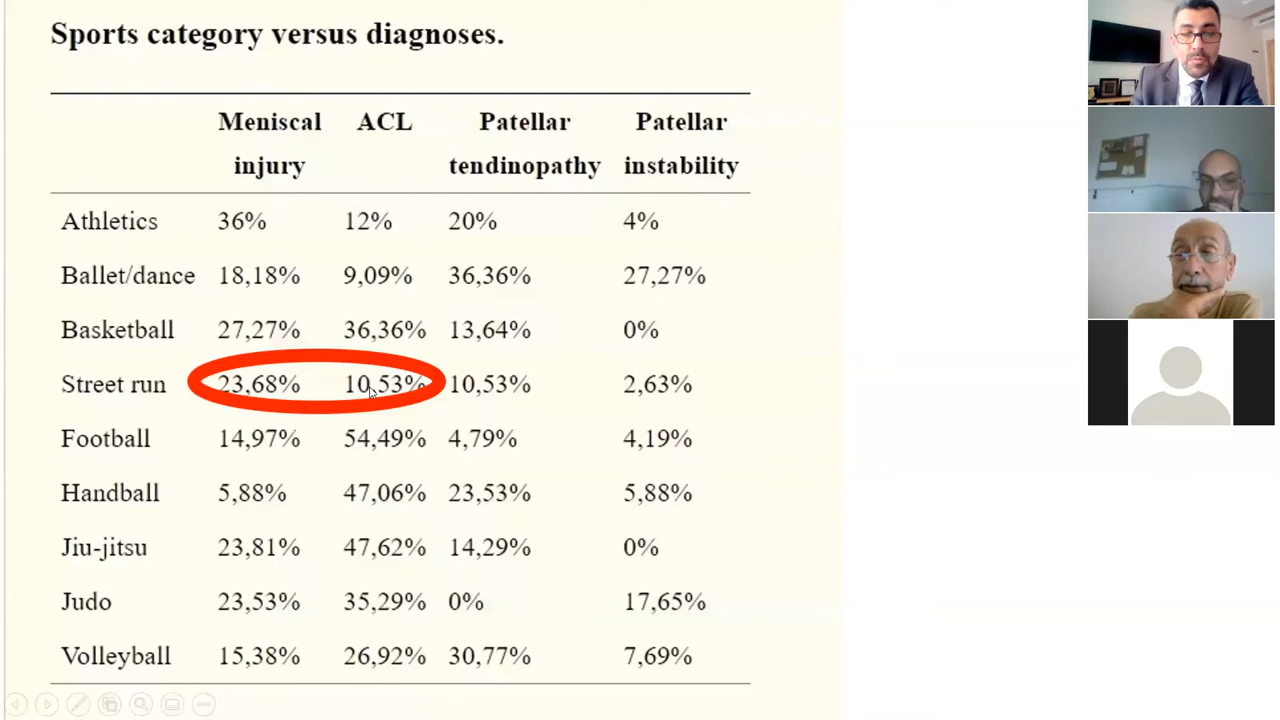 Sports category versus diagnoses.
Meniscal injury ACL Patellar tendinopathy Patellar instability
Athletics 36% 12% 20% 4%
Ballet/dance 18,18% 9,09% 36,36% 27,27%
Basketball 27,27% 36,36% 13,64% 0%
Street run 23,68% 10,53% 10,53% 2,63%
Football 14,97% 54,49% 4,79% 4,19%
Handball 5,88% 47,06% 23,53% 5,88%
Jiu-jitsu 23,81% 47,62% 14,29% 0%
Judo 23,53% 35,29% 0% 17,65%
Volleyball 15,38% 26,92% 30,77% 7,69%